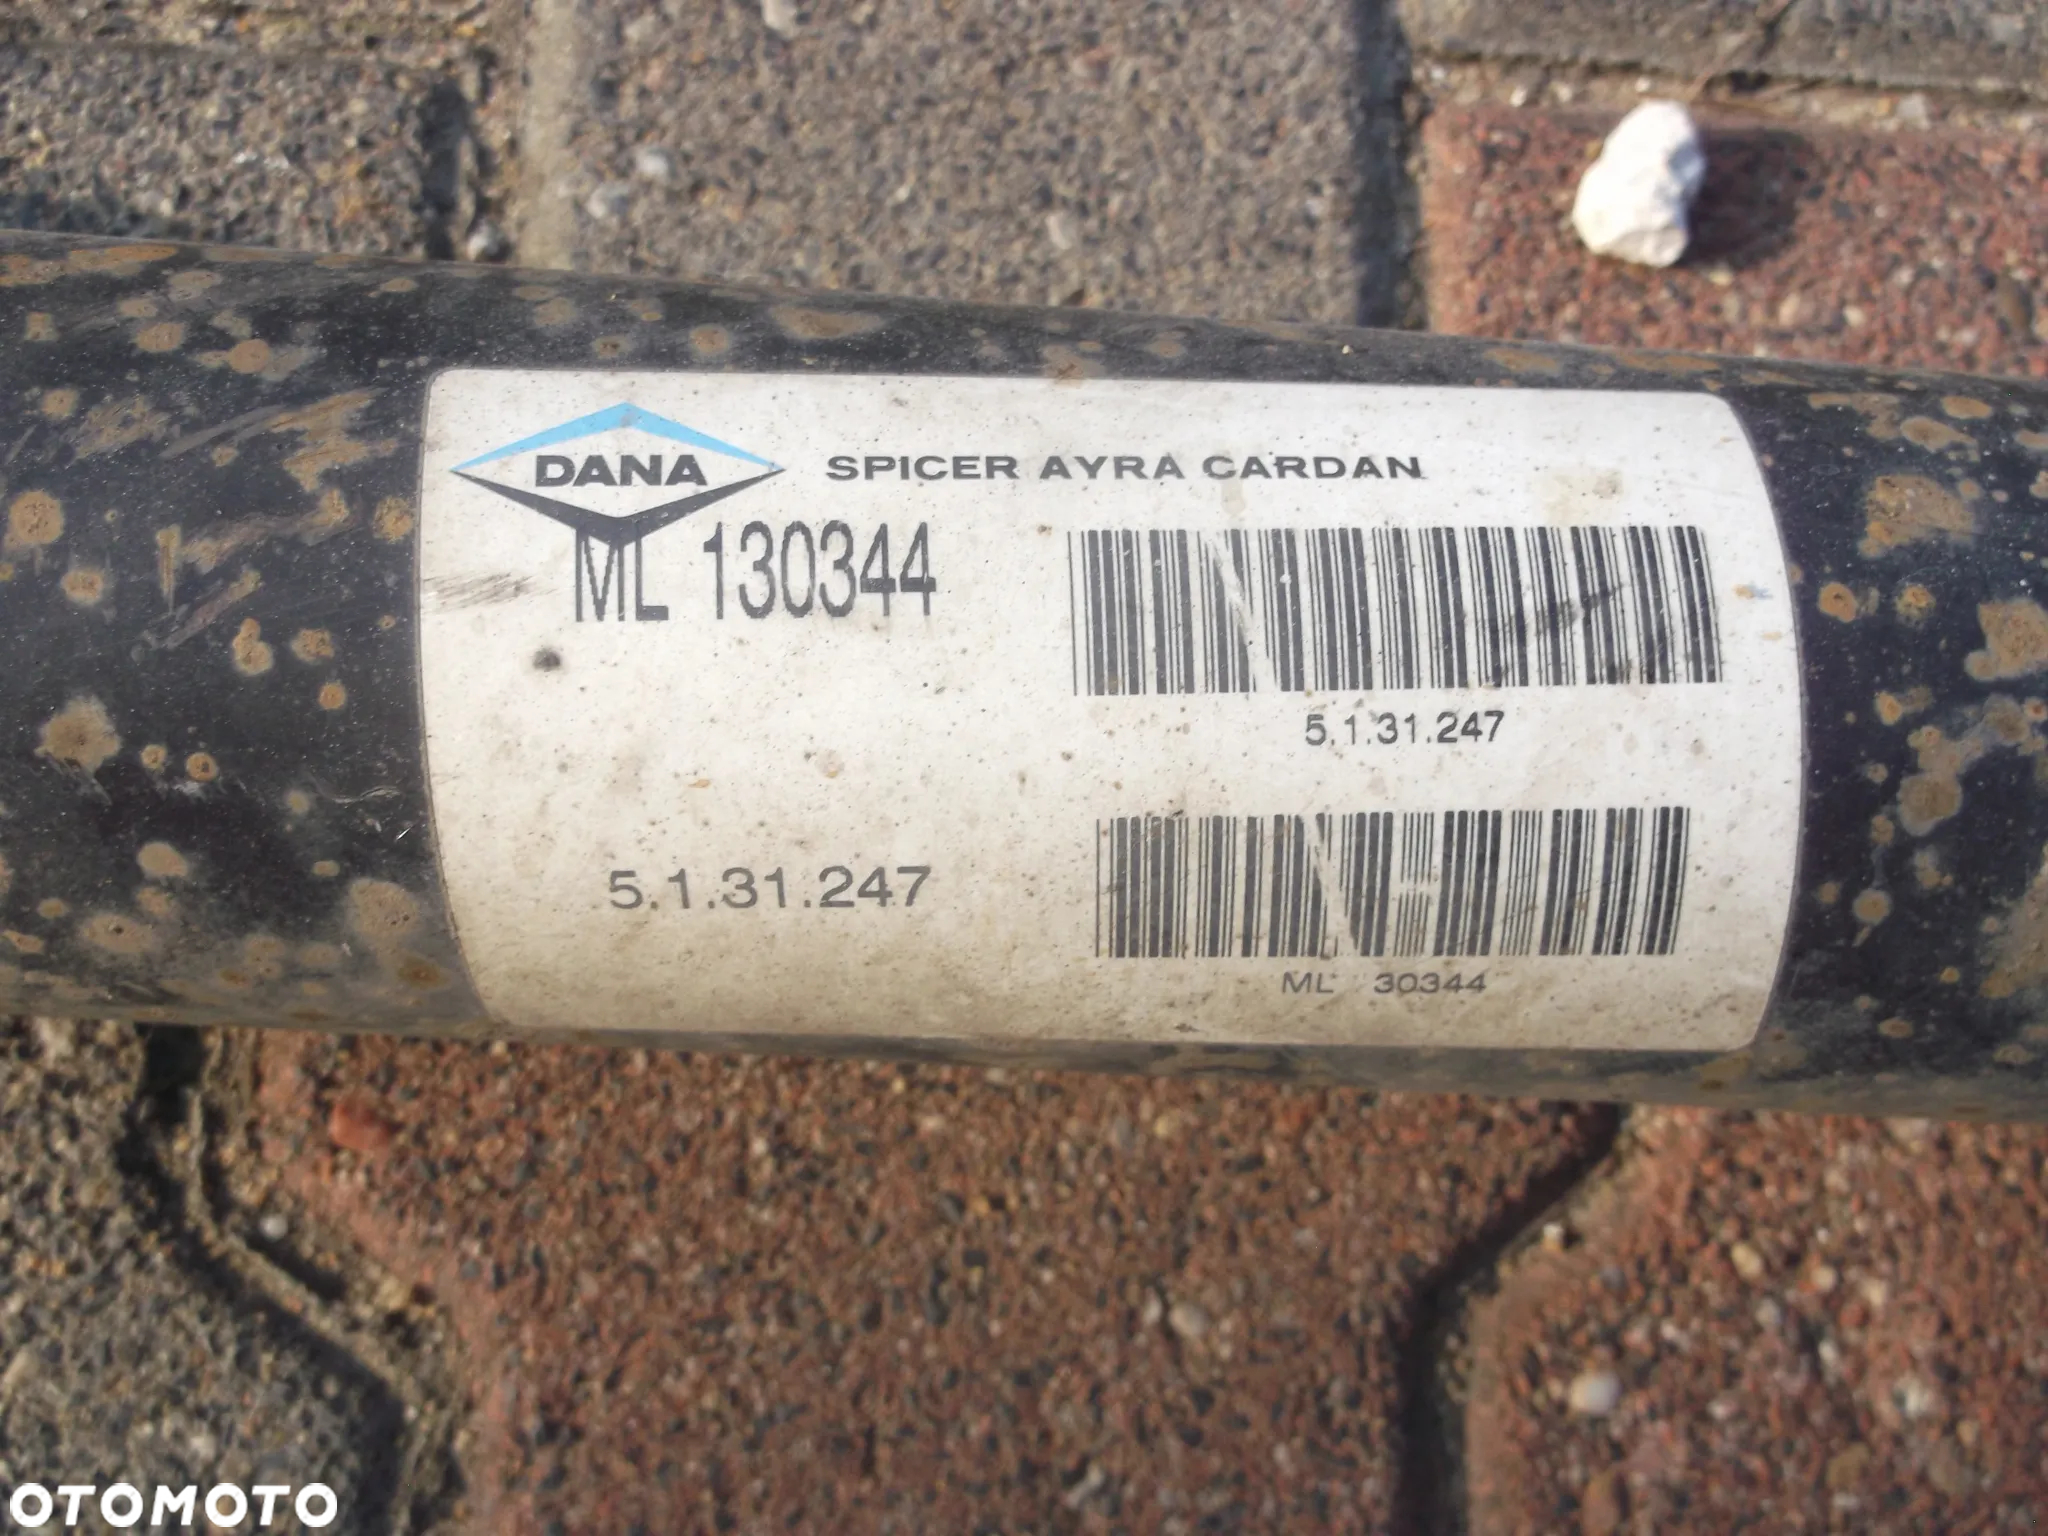 DANA SPICER AYRA CARDAN
ML 130344
5.1.31.247
5.1.31.247
ML 30344
OTOMOTO